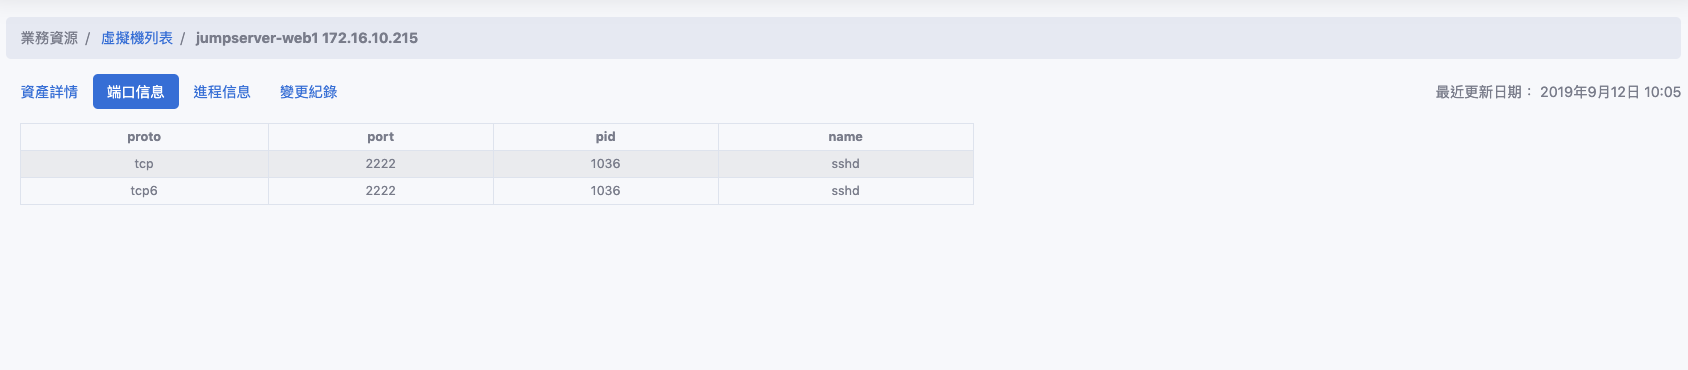 業務資源 / 虛擬機列表 / jumpserver-web1 172.16.10.215
資產詳情 端口信息 進程信息 變更紀錄 最近更新日期： 2019年9月12日 10:05
proto port pid name
tcp 2222 1036 sshd
tcp6 2222 1036 sshd